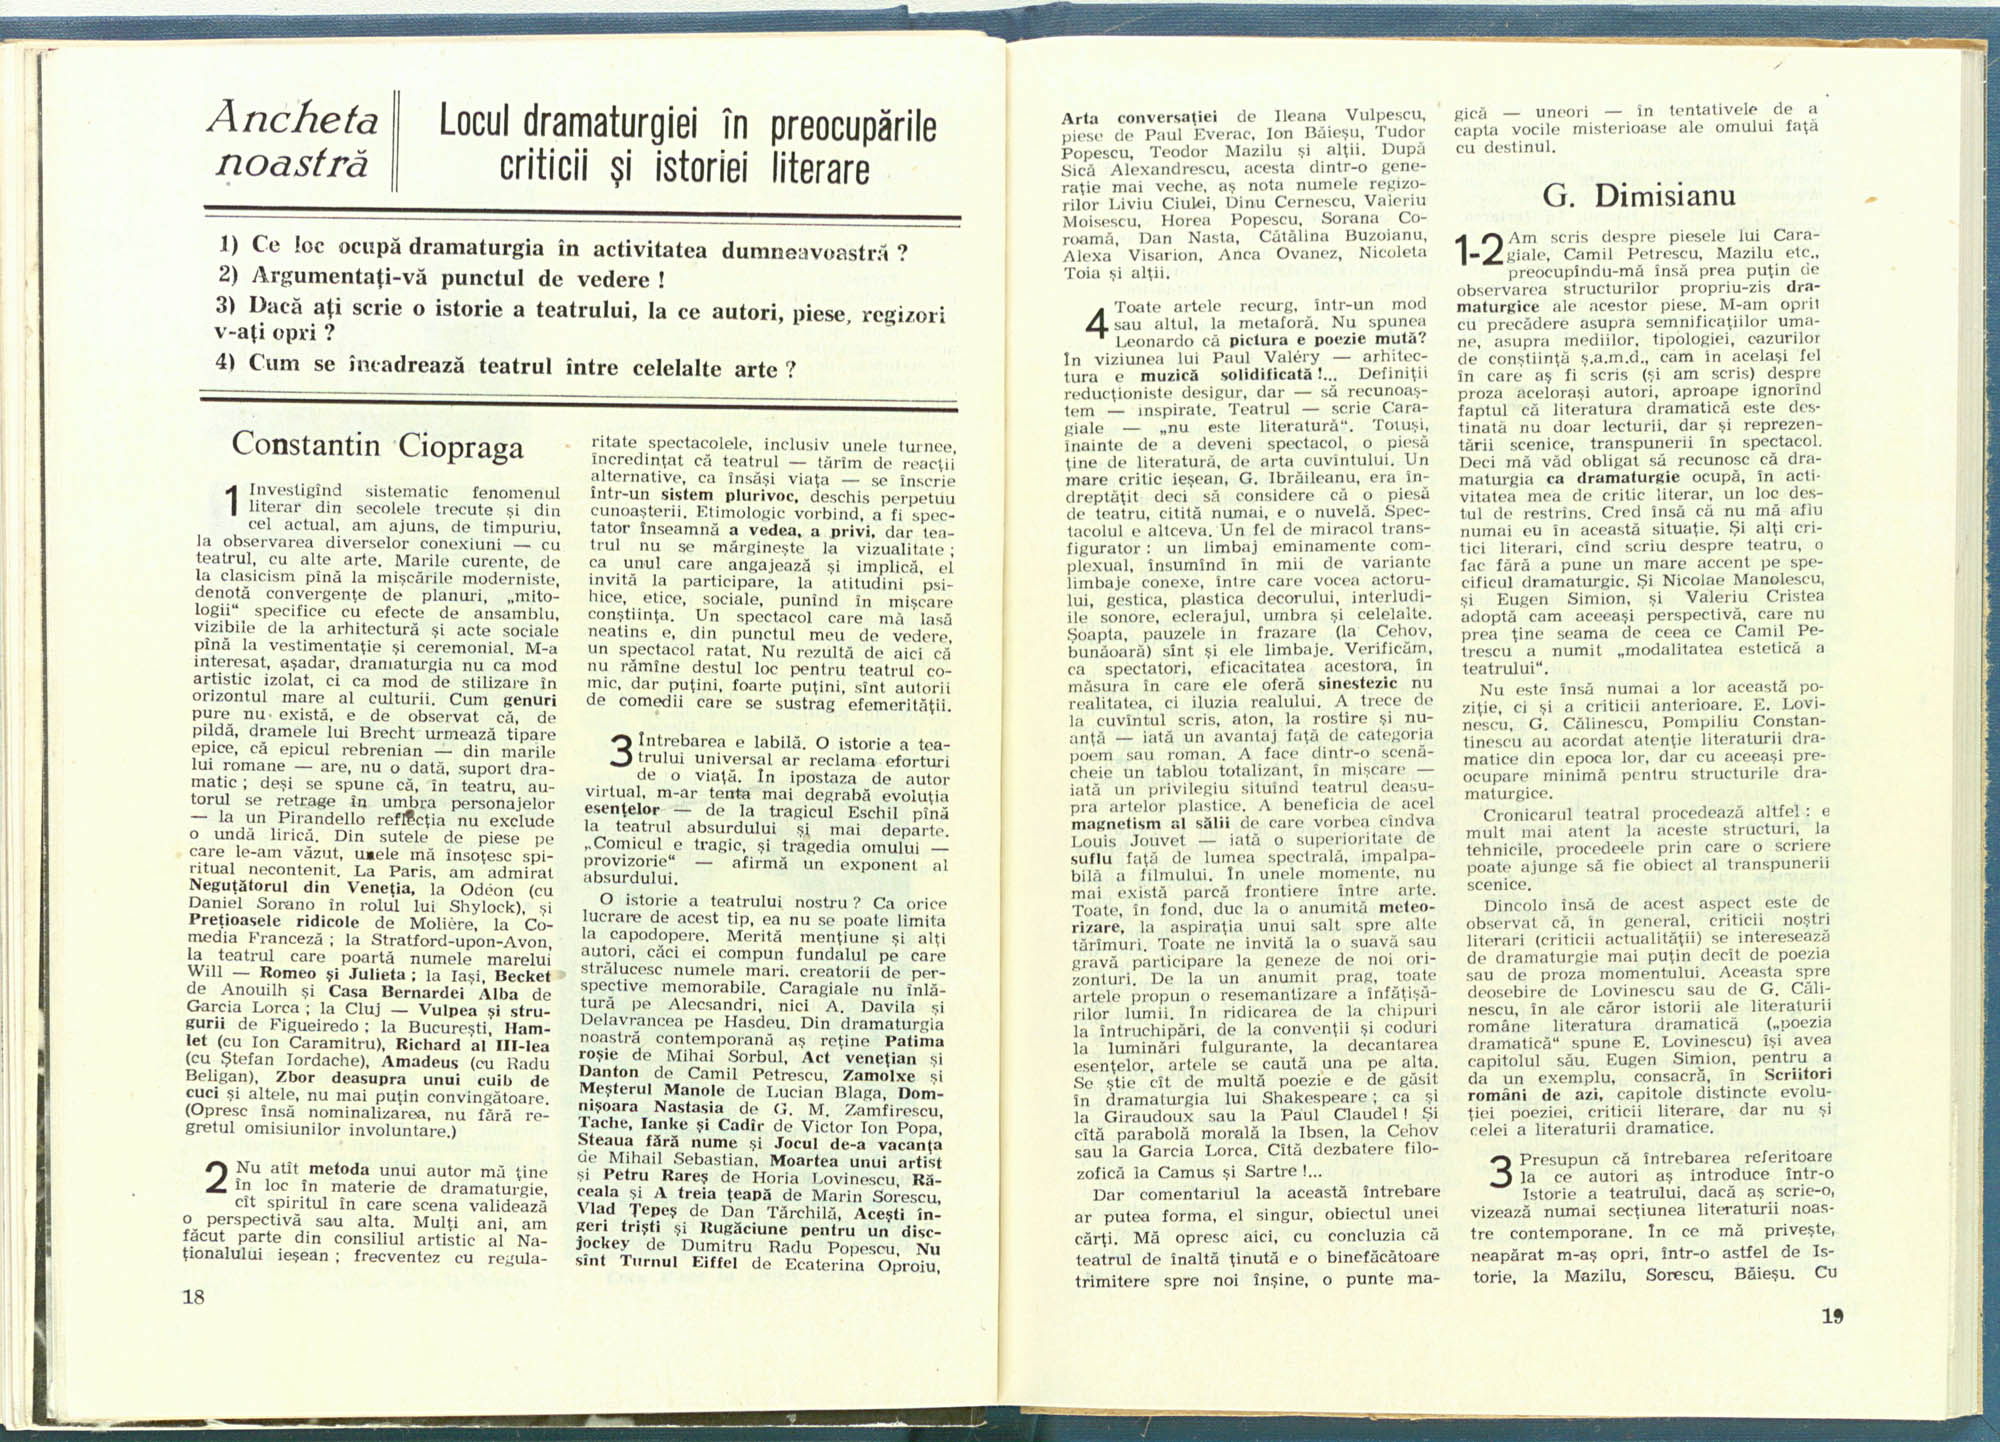 Ancheta
noastră
Locul dramaturgiei în preocupările
criticii și istoriei literare
1) Ce loc ocupă dramaturgia în activitatea dumneavoastră ?
2) Argumentați-vă punctul de vedere !
3) Dacă ați scrie o istorie a teatrului, la ce autori, piese, regizori
v-ați opri ?
4) Cum se încadrează teatrul între celelalte arte ?
Constantin Ciopraga
1 Investigînd sistematic fenomenul
literar din secolele trecute și din
cel actual, am ajuns, de timpuriu,
la observarea diverselor conexiuni — cu
teatrul, cu alte arte. Marile curente, de
la clasicism pînă la mișcările moderniste,
denotă convergențe de planuri, „mito-
logii“ specifice cu efecte de ansamblu,
vizibile de la arhitectură și acte sociale
pînă la vestimentație și ceremonial. M-a
interesat, așadar, dramaturgia nu ca mod
artistic izolat, ci ca mod de stilizare în
orizontul mare al culturii. Cum genuri
pure nu există, e de observat că, de
pildă, dramele lui Brecht urmează tipare
epice, că epicul rebrenian — din marile
lui romane — are, nu o dată, suport dra-
matic ; deși se spune că, în teatru, au-
torul se retrage în umbra personajelor
— la un Pirandello reflecția nu exclude
o undă lirică. Din sutele de piese pe
care le-am văzut, unele mă însoțesc spi-
ritual necontenit. La Paris, am admirat
Neguțătorul din Veneția, la Odéon (cu
Daniel Sorano în rolul lui Shylock), și
Prețioasele ridicole de Molière, la Co-
media Franceză ; la Stratford-upon-Avon,
la teatrul care poartă numele marelui
Will — Romeo și Julieta ; la Iași, Becket
de Anouilh și Casa Bernardei Alba de
Garcia Lorca ; la Cluj — Vulpea și stru-
gurii de Figueiredo ; la București, Ham-
let (cu Ion Caramitru), Richard al III-lea
(cu Ștefan Iordache), Amadeus (cu Radu
Beligan), Zbor deasupra unui cuib de
cuci și altele, nu mai puțin convingătoare.
(Opresc însă nominalizarea, nu fără re-
gretul omisiunilor involuntare.)
2 Nu atît metoda unui autor mă ține
în loc în materie de dramaturgie,
cît spiritul în care scena validează
o perspectivă sau alta. Mulți ani, am
făcut parte din consiliul artistic al Na-
ționalului ieșean ; frecventez cu regula-
18
ritate spectacolele, inclusiv unele turnee,
încredințat că teatrul — tărîm de reacții
alternative, ca însăși viața — se înscrie
într-un sistem plurivoc, deschis perpetuu
cunoașterii. Etimologic vorbind, a fi spec-
tator înseamnă a vedea, a privi, dar tea-
trul nu se mărginește la vizualitate ;
ca unul care angajează și implică, el
invită la participare, la atitudini psi-
hice, etice, sociale, punînd în mișcare
conștiința. Un spectacol care mă lasă
neatins e, din punctul meu de vedere,
un spectacol ratat. Nu rezultă de aici că
nu rămîne destul loc pentru teatrul co-
mic, dar puțini, foarte puțini, sînt autorii
de comedii care se sustrag efemerității.
3 Întrebarea e labilă. O istorie a tea-
trului universal ar reclama eforturi
de o viață. În ipostaza de autor
virtual, m-ar tenta mai degrabă evoluția
esențelor — de la tragicul Eschil pînă
la teatrul absurdului și mai departe.
„Comicul e tragic, și tragedia omului —
provizorie“ — afirmă un exponent al
absurdului.
O istorie a teatrului nostru ? Ca orice
lucrare de acest tip, ea nu se poate limita
la capodopere. Merită mențiune și alți
autori, căci ei compun fundalul pe care
strălucesc numele mari, creatorii de per-
spective memorabile. Caragiale nu înlă-
tură pe Alecsandri, nici A. Davila și
Delavrancea pe Hasdeu. Din dramaturgia
noastră contemporană aș reține Patima
roșie de Mihai Sorbul, Act venețian și
Danton de Camil Petrescu, Zamolxe și
Meșterul Manole de Lucian Blaga, Dom-
nișoara Nastasia de G. M. Zamfirescu,
Tache, Ianke și Cadîr de Victor Ion Popa,
Steaua fără nume și Jocul de-a vacanța
de Mihail Sebastian, Moartea unui artist
și Petru Rareș de Horia Lovinescu, Ră-
ceala și A treia țeapă de Marin Sorescu,
Vlad Țepeș de Dan Tărchilă, Acești în-
geri triști și Rugăciune pentru un disc-
jockey de Dumitru Radu Popescu, Nu
sînt Turnul Eiffel de Ecaterina Oproiu,
Arta conversației de Ileana Vulpescu,
piese de Paul Everac, Ion Băieșu, Tudor
Popescu, Teodor Mazilu și alții. După
Sică Alexandrescu, acesta dintr-o gene-
rație mai veche, aș nota numele regizo-
rilor Liviu Ciulei, Dinu Cernescu, Valeriu
Moisescu, Horea Popescu, Sorana Co-
roamă, Dan Nasta, Cătălina Buzoianu,
Alexa Visarion, Anca Ovanez, Nicoleta
Toia și alții.
4 Toate artele recurg, într-un mod
sau altul, la metaforă. Nu spunea
Leonardo că pictura e poezie mută?
În viziunea lui Paul Valéry — arhitec-
tura e muzică solidificată !... Definiții
reducționiste desigur, dar — să recunoaș-
tem — inspirate. Teatrul — scrie Cara-
giale — „nu este literatură“. Totuși,
înainte de a deveni spectacol, o piesă
ține de literatură, de arta cuvîntului. Un
mare critic ieșean, G. Ibrăileanu, era în-
dreptățit deci să considere că o piesă
de teatru, citită numai, e o nuvelă. Spec-
tacolul e altceva. Un fel de miracol trans-
figurator : un limbaj eminamente com-
plexual, însumînd în mii de variante
limbaje conexe, între care vocea actoru-
lui, gestica, plastica decorului, interludi-
ile sonore, eclerajul, umbra și celelalte.
Șoapta, pauzele în frazare (la Cehov,
bunăoară) sînt și ele limbaje. Verificăm,
ca spectatori, eficacitatea acestora, în
măsura în care ele oferă sinestezic nu
realitatea, ci iluzia realului. A trece de
la cuvîntul scris, aton, la rostire și nu-
anță — iată un avantaj față de categoria
poem sau roman. A face dintr-o scenă-
cheie un tablou totalizant, în mișcare —
iată un privilegiu situînd teatrul deasu-
pra artelor plastice. A beneficia de acel
magnetism al sălii de care vorbea cîndva
Louis Jouvet — iată o superioritate de
suflu față de lumea spectrală, impalpa-
bilă a filmului. În unele momente, nu
mai există parcă frontiere între arte.
Toate, în fond, duc la o anumită meteo-
rizare, la aspirația unui salt spre alte
tărîmuri. Toate ne invită la o suavă sau
gravă participare la geneze de noi ori-
zonturi. De la un anumit prag, toate
artele propun o resemantizare a înfățișă-
rilor lumii. În ridicarea de la chipuri
la întruchipări, de la convenții și coduri
la luminări fulgurante, la decantarea
esențelor, artele se caută una pe alta.
Se știe cît de multă poezie e de găsit
în dramaturgia lui Shakespeare ; ca și
la Giraudoux sau la Paul Claudel ! Și
cîtă parabolă morală la Ibsen, la Cehov
sau la Garcia Lorca. Cîtă dezbatere filo-
zofică la Camus și Sartre !...
Dar comentariul la această întrebare
ar putea forma, el singur, obiectul unei
cărți. Mă opresc aici, cu concluzia că
teatrul de înaltă ținută e o binefăcătoare
trimitere spre noi înșine, o punte ma-
gică — uneori — în tentativele de a
capta vocile misterioase ale omului față
cu destinul.
G. Dimisianu
1-2 Am scris despre piesele lui Cara-
giale, Camil Petrescu, Mazilu etc.,
preocupîndu-mă însă prea puțin de
observarea structurilor propriu-zis dra-
maturgice ale acestor piese. M-am oprit
cu precădere asupra semnificațiilor uma-
ne, asupra mediilor, tipologiei, cazurilor
de conștiință ș.a.m.d., cam în același fel
în care aș fi scris (și am scris) despre
proza acelorași autori, aproape ignorînd
faptul că literatura dramatică este des-
tinată nu doar lecturii, dar și reprezen-
tării scenice, transpunerii în spectacol.
Deci mă văd obligat să recunosc că dra-
maturgia ca dramaturgie ocupă, în acti-
vitatea mea de critic literar, un loc des-
tul de restrîns. Cred însă că nu mă aflu
numai eu în această situație. Și alți cri-
tici literari, cînd scriu despre teatru, o
fac fără a pune un mare accent pe spe-
cificul dramaturgic. Și Nicolae Manolescu,
și Eugen Simion, și Valeriu Cristea
adoptă cam aceeași perspectivă, care nu
prea ține seama de ceea ce Camil Pe-
trescu a numit „modalitatea estetică a
teatrului“.
Nu este însă numai a lor această po-
ziție, ci și a criticii anterioare. E. Lovi-
nescu, G. Călinescu, Pompiliu Constan-
tinescu au acordat atenție literaturii dra-
matice din epoca lor, dar cu aceeași pre-
ocupare minimă pentru structurile dra-
maturgice.
Cronicarul teatral procedează altfel : e
mult mai atent la aceste structuri, la
tehnicile, procedeele prin care o scriere
poate ajunge să fie obiect al transpunerii
scenice.
Dincolo însă de acest aspect este de
observat că, în general, criticii noștri
literari (criticii actualității) se interesează
de dramaturgie mai puțin decît de poezia
sau de proza momentului. Aceasta spre
deosebire de Lovinescu sau de G. Căli-
nescu, în ale căror istorii ale literaturii
române literatura dramatică („poezia
dramatică“ spune E. Lovinescu) își avea
capitolul său. Eugen Simion, pentru a
da un exemplu, consacră, în Scriitori
români de azi, capitole distincte evolu-
ției poeziei, criticii literare, dar nu și
celei a literaturii dramatice.
3 Presupun că întrebarea referitoare
la ce autori aș introduce într-o
Istorie a teatrului, dacă aș scrie-o,
vizează numai secțiunea literaturii noas-
tre contemporane. În ce mă privește,
neapărat m-aș opri, într-o astfel de Is-
torie, la Mazilu, Sorescu, Băieșu. Cu
19